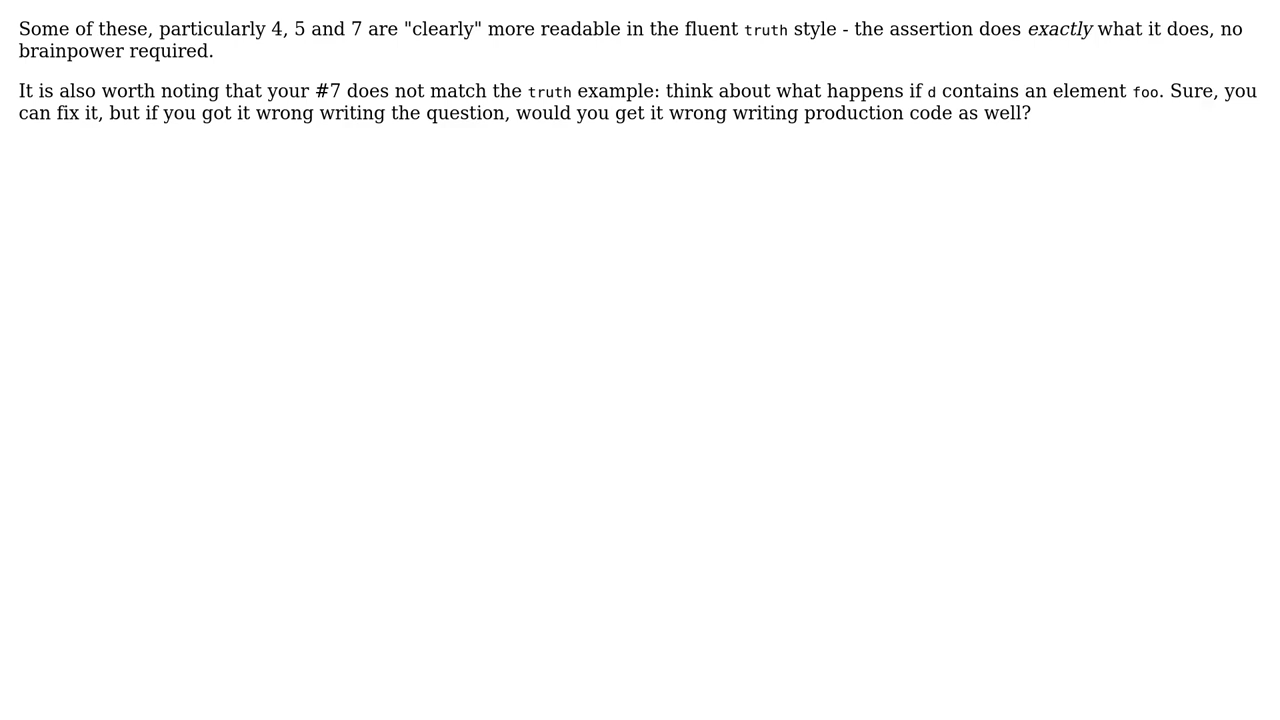 Some of these, particularly 4, 5 and 7 are "clearly" more readable in the fluent truth style - the assertion does exactly what it does, no
brainpower required.
It is also worth noting that your #7 does not match the truth example: think about what happens if d contains an element foo. Sure, you
can fix it, but if you got it wrong writing the question, would you get it wrong writing production code as well?